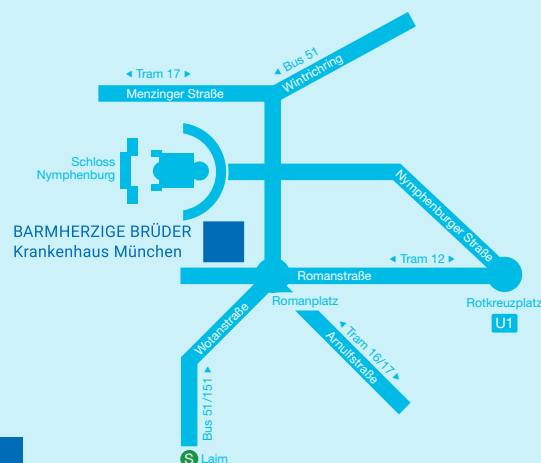 Bus 51
Tram 17
Wintrichring
Menzinger Straße
Schloss
Nymphenburg
Nymphenburger Straße
BARMHERZIGE BRÜDER
Krankenhaus München
Tram 12
Romanstraße
Romanplatz
Rotkreuzplatz
U1
Wotanstraße
Tram 16/17
Arnulfstraße
Bus 51/151
S Laim